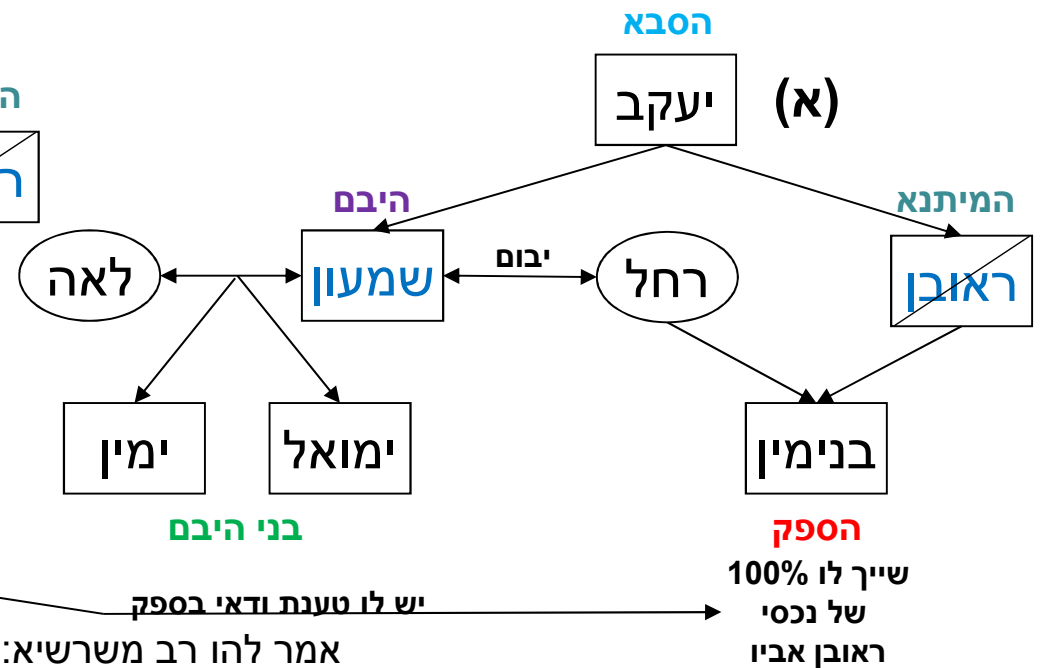 הסבא
יעקב
(א)
המיתנא
היבם
ראובן
רחל
יבום
שמעון
לאה
בנימין
ימואל
ימין
הספק
בני היבם
שייך לו 100%
של נכסי
ראובן אביו
יש לו טענת ודאי בספק
אמר להו רב משרשיא: